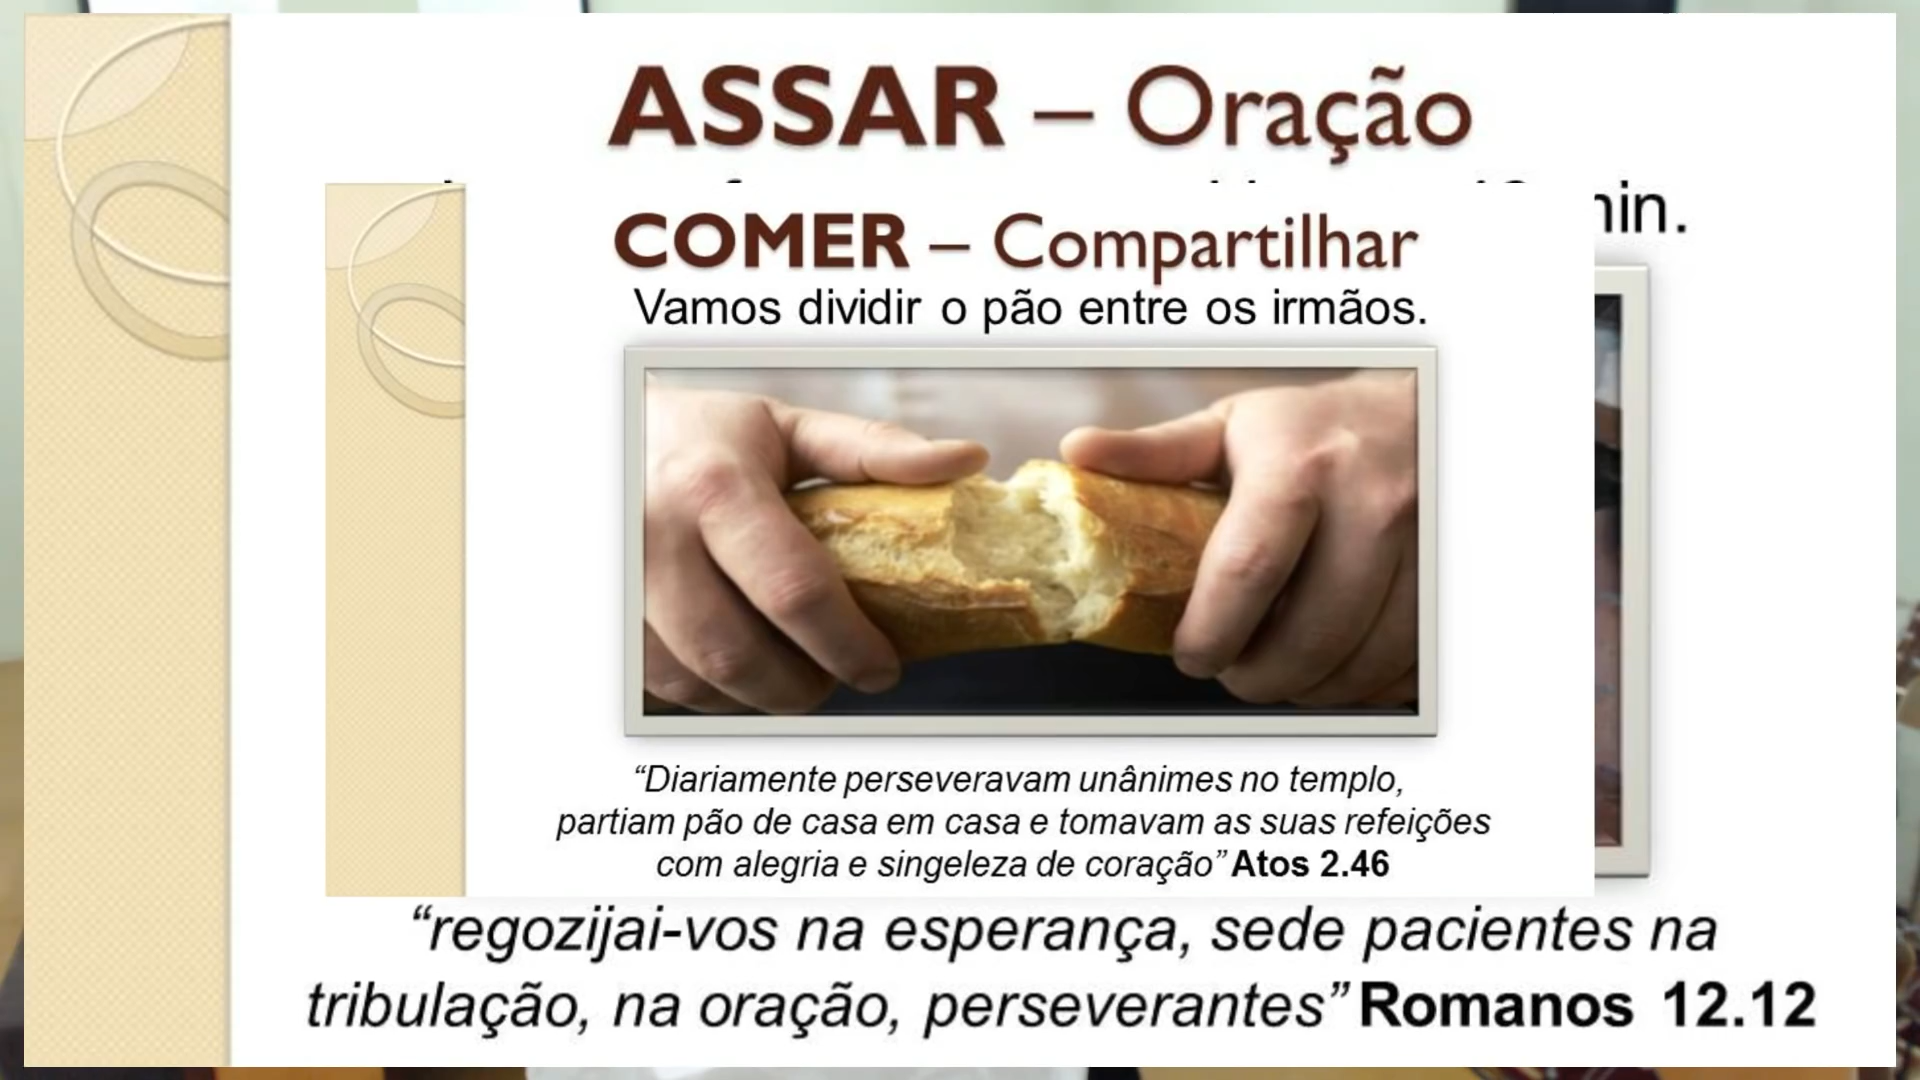 ASSAR – Oração
min.
COMER – Compartilhar
Vamos dividir o pão entre os irmãos.
“Diariamente perseveravam unânimes no templo,
partiam pão de casa em casa e tomavam as suas refeições
com alegria e singeleza de coração” Atos 2.46
“regozijai-vos na esperança, sede pacientes na
tribulação, na oração, perseverantes” Romanos 12.12